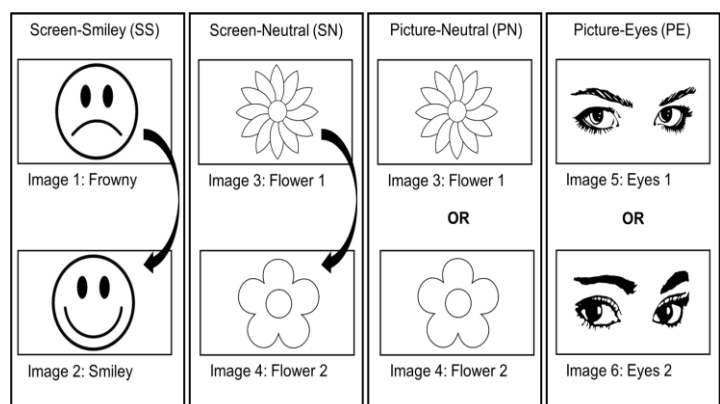 Screen-Smiley (SS)
Image 1: Frowny
Image 2: Smiley
Screen-Neutral (SN)
Image 3: Flower 1
Image 4: Flower 2
Picture-Neutral (PN)
Image 3: Flower 1
OR
Image 4: Flower 2
Picture-Eyes (PE)
Image 5: Eyes 1
OR
Image 6: Eyes 2